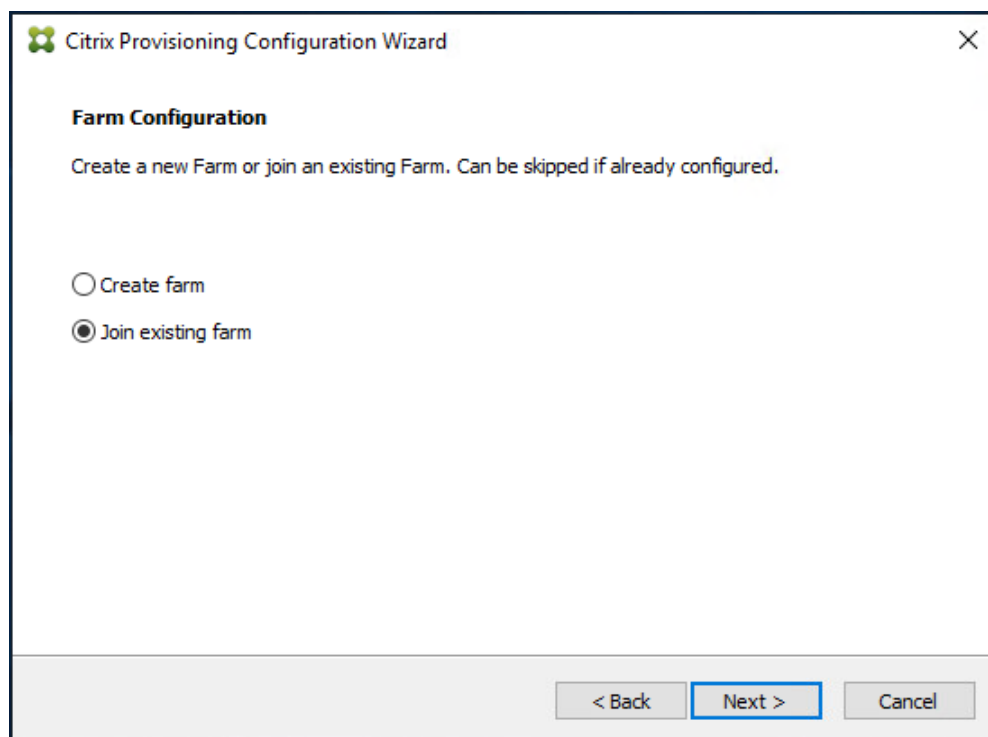 Citrix Provisioning Configuration Wizard
Farm Configuration
Create a new Farm or join an existing Farm. Can be skipped if already configured.
Create farm
Join existing farm
< Back
Next >
Cancel